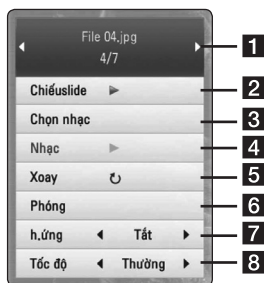 File 04.jpg
4/7
1
Chiếuslide
2
Chọn nhạc
3
Nhạc
4
Xoay
5
Phóng
6
h.ứng Tắt
7
Tốc độ Thường
8